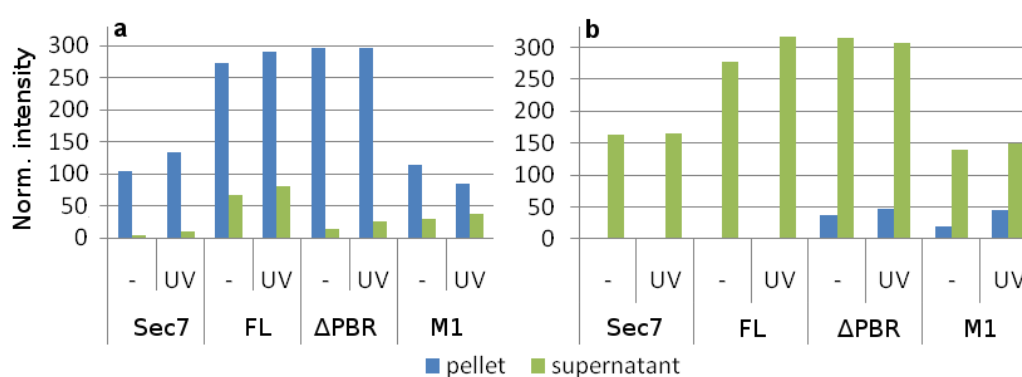 a
b
Norm. intensity
300
250
200
150
100
50
0
300
250
200
150
100
50
0
- UV - UV - UV - UV
Sec7 FL ΔPBR M1
- UV - UV - UV - UV
Sec7 FL ΔPBR M1
pellet supernatant